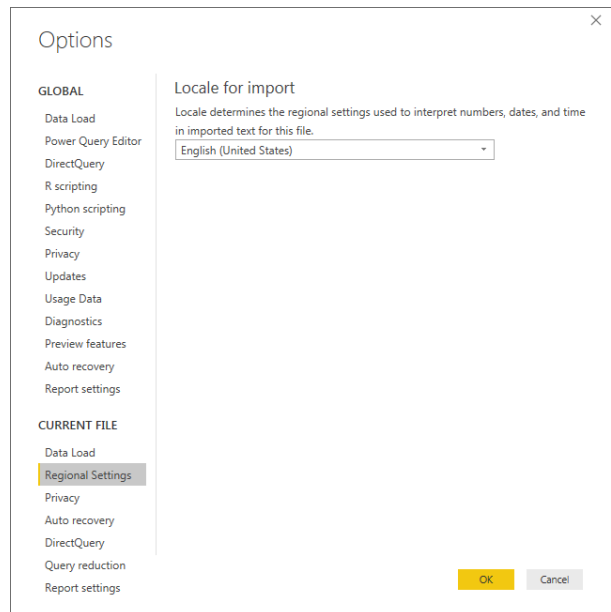 Options
GLOBAL
Data Load
Power Query Editor
DirectQuery
R scripting
Python scripting
Security
Privacy
Updates
Usage Data
Diagnostics
Preview features
Auto recovery
Report settings
CURRENT FILE
Data Load
Regional Settings
Privacy
Auto recovery
DirectQuery
Query reduction
Report settings
Locale for import
Locale determines the regional settings used to interpret numbers, dates, and time
in imported text for this file.
English (United States)
OK
Cancel